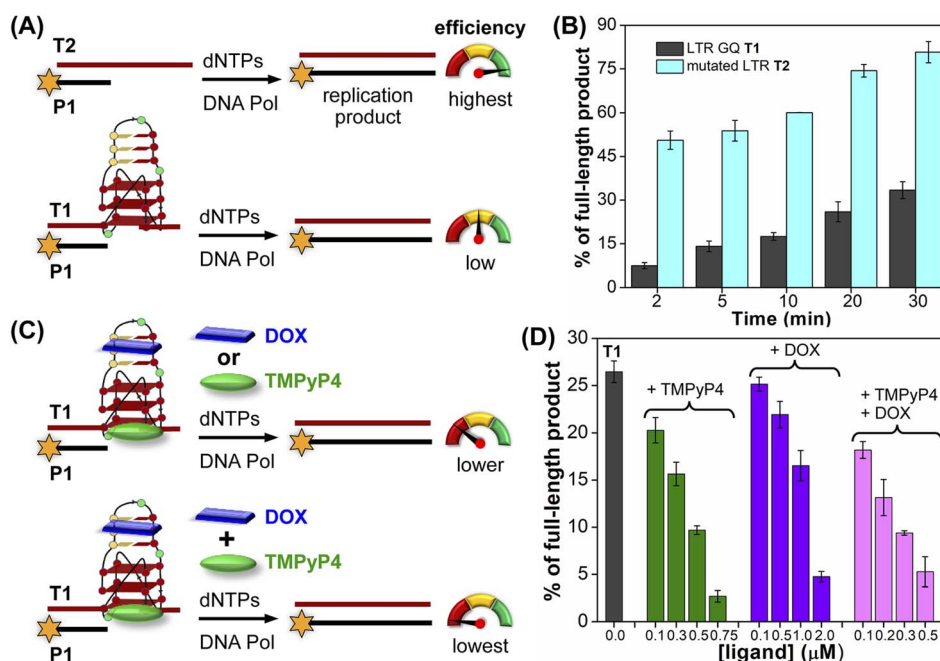 (A)
T2
dNTPs
efficiency
P1
DNA Pol
replication
product
highest
T1
dNTPs
P1
DNA Pol
low
(B)
% of full-length product
90
75
60
45
30
15
0
LTR GQ T1
mutated LTR T2
2 5 10 20 30
Time (min)
(C)
DOX
or
TMPyP4
T1
dNTPs
P1
DNA Pol
lower
DOX
+
TMPyP4
T1
dNTPs
P1
DNA Pol
lowest
(D)
% of full-length product
30
25
20
15
10
5
0
T1
+ TMPyP4
+ DOX
+ TMPyP4
+ DOX
0.0 0.1 0.3 0.5 0.75 0.1 0.5 1.0 2.0 0.1 0.20 0.3 0.5
[ligand] (μM)